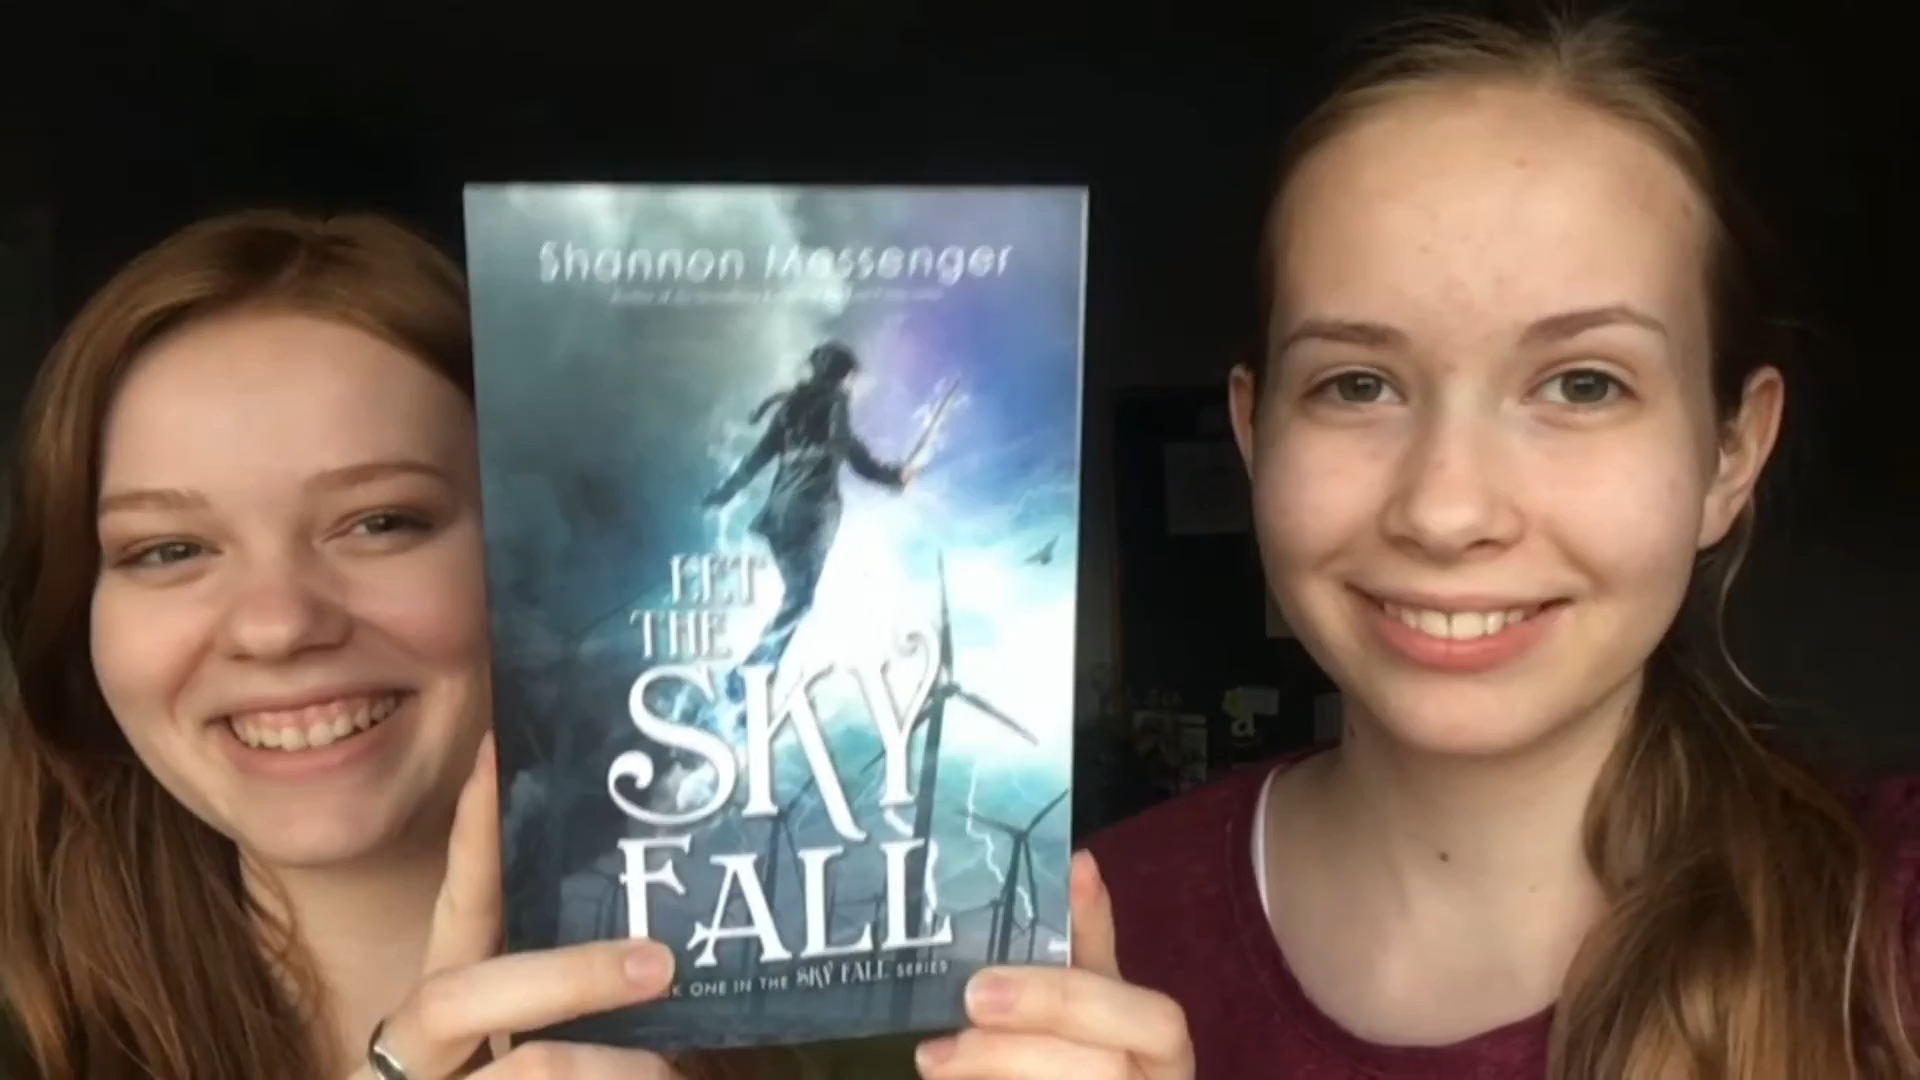 Shannon Messenger
LET
THE
SKY
FALL
ONE IN THE SKY FALL SERIES